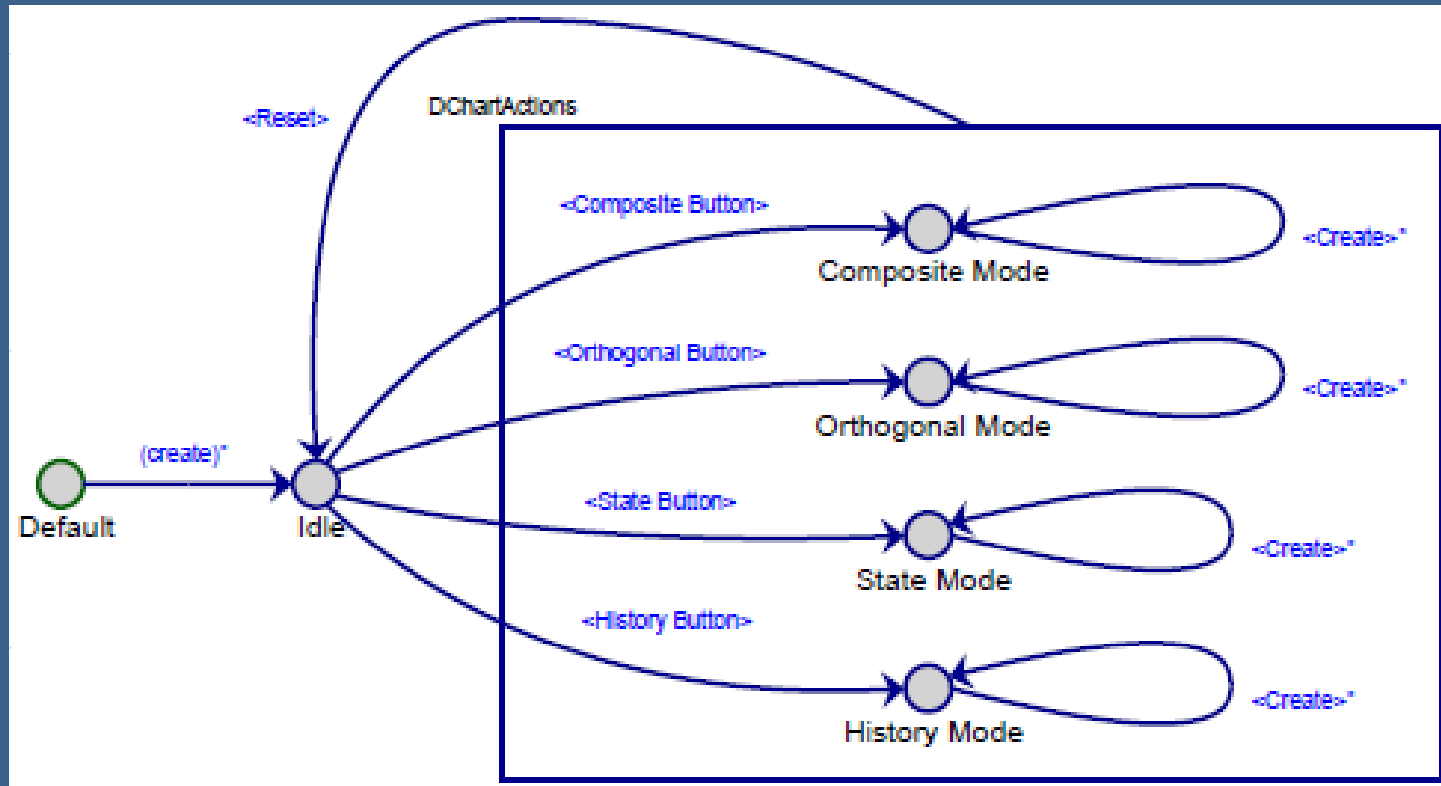 <Reset>
DChartActions
<Composite Button>
<Create>"
Composite Mode
<Orthogonal Button>
<Create>"
Orthogonal Mode
(create)"
Default
Idle
<State Button>
<Create>"
State Mode
<History Button>
<Create>"
History Mode